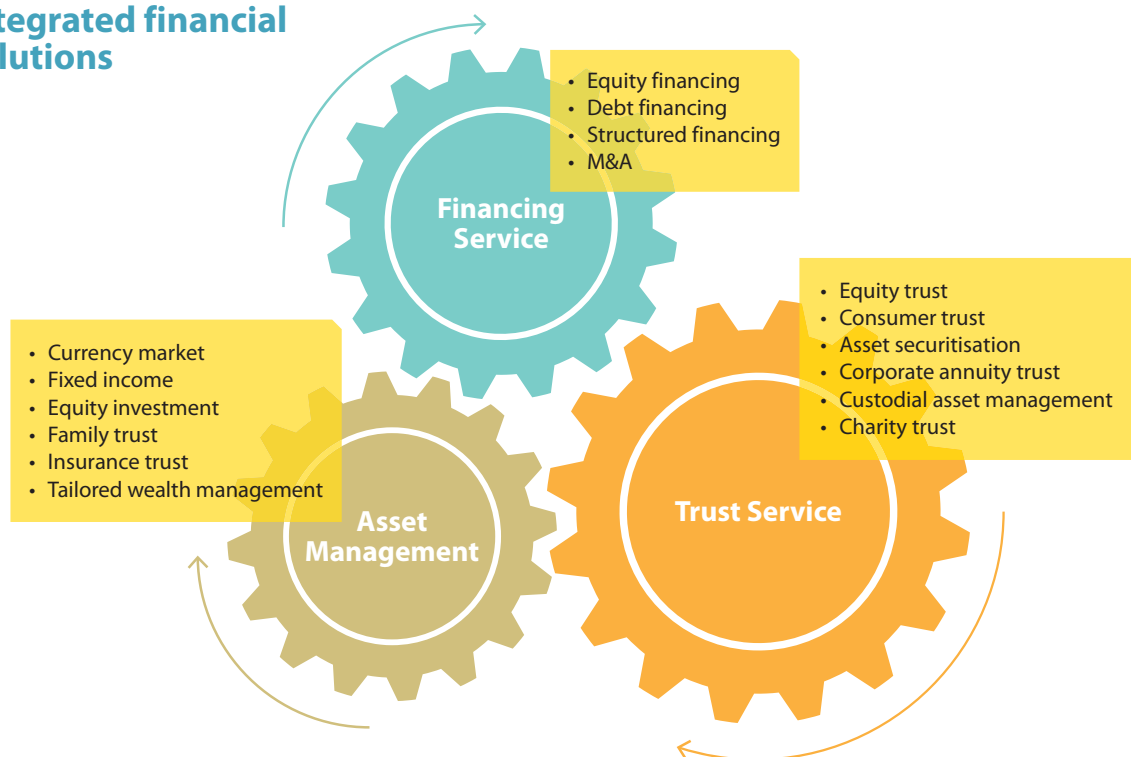 tegrated financial
lutions
• Equity financing
• Debt financing
• Structured financing
• M&A
Financing
Service
• Equity trust
• Consumer trust
• Asset securitisation
• Corporate annuity trust
• Custodial asset management
• Charity trust
• Currency market
• Fixed income
• Equity investment
• Family trust
• Insurance trust
• Tailored wealth management
Trust Service
Asset
Management